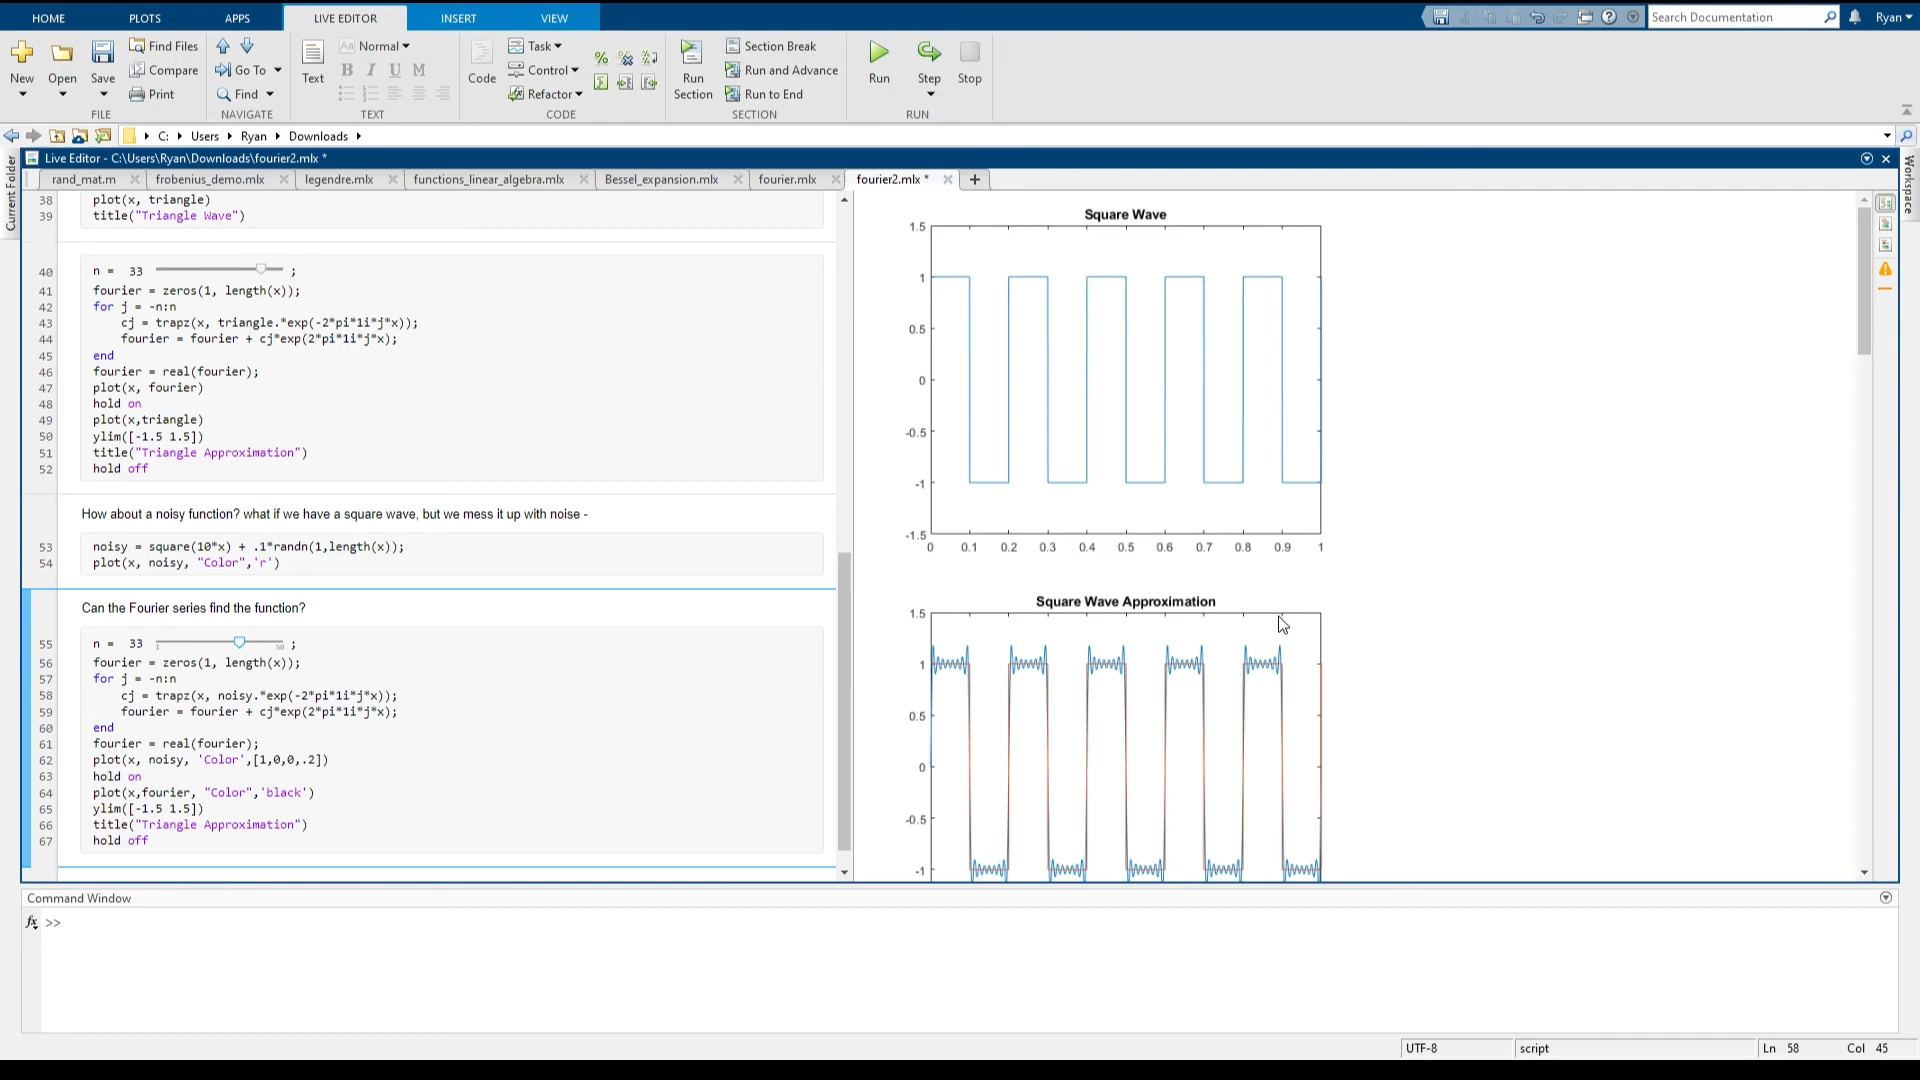 HOME PLOTS APPS LIVE EDITOR INSERT VIEW
Search Documentation
Ryan
New Open Save
Find Files
Compare
Print
FILE
Go To
Find
NAVIGATE
Text
Aa Normal
B I U M
TEXT
Code
Task
Control
Refactor
CODE
Run Section
Section Break
Run and Advance
Run to End
SECTION
Run Step Stop
RUN
C: Users Ryan Downloads
Current Folder
Workspace
Live Editor - C:\Users\Ryan\Downloads\fourier2.mlx *
rand_mat.m frobenius_demo.mlx legendre.mlx functions_linear_algebra.mlx Bessel_expansion.mlx fourier.mlx fourier2.mlx * +
38 plot(x, triangle)
39 title("Triangle Wave")
40 n = 33 ;
41 fourier = zeros(1, length(x));
42 for j = -n:n
43 cj = trapz(x, triangle.*exp(-2*pi*1i*j*x));
44 fourier = fourier + cj*exp(2*pi*1i*j*x);
45 end
46 fourier = real(fourier);
47 plot(x, fourier)
48 hold on
49 plot(x,triangle)
50 ylim([-1.5 1.5])
51 title("Triangle Approximation")
52 hold off
How about a noisy function? what if we have a square wave, but we mess it up with noise -
53 noisy = square(10*x) + .1*randn(1,length(x));
54 plot(x, noisy, "Color",'r')
Can the Fourier series find the function?
55 n = 33 1 50 ;
56 fourier = zeros(1, length(x));
57 for j = -n:n
58 cj = trapz(x, noisy.*exp(-2*pi*1i*j*x));
59 fourier = fourier + cj*exp(2*pi*1i*j*x);
60 end
61 fourier = real(fourier);
62 plot(x, noisy, 'Color',[1,0,0,.2])
63 hold on
64 plot(x,fourier, "Color",'black')
65 ylim([-1.5 1.5])
66 title("Triangle Approximation")
67 hold off
Square Wave
1.5
1
0.5
0
-0.5
-1
-1.5
0 0.1 0.2 0.3 0.4 0.5 0.6 0.7 0.8 0.9 1
Square Wave Approximation
1.5
1
0.5
0
-0.5
-1
Command Window
fx >>
UTF-8 script Ln 58 Col 45